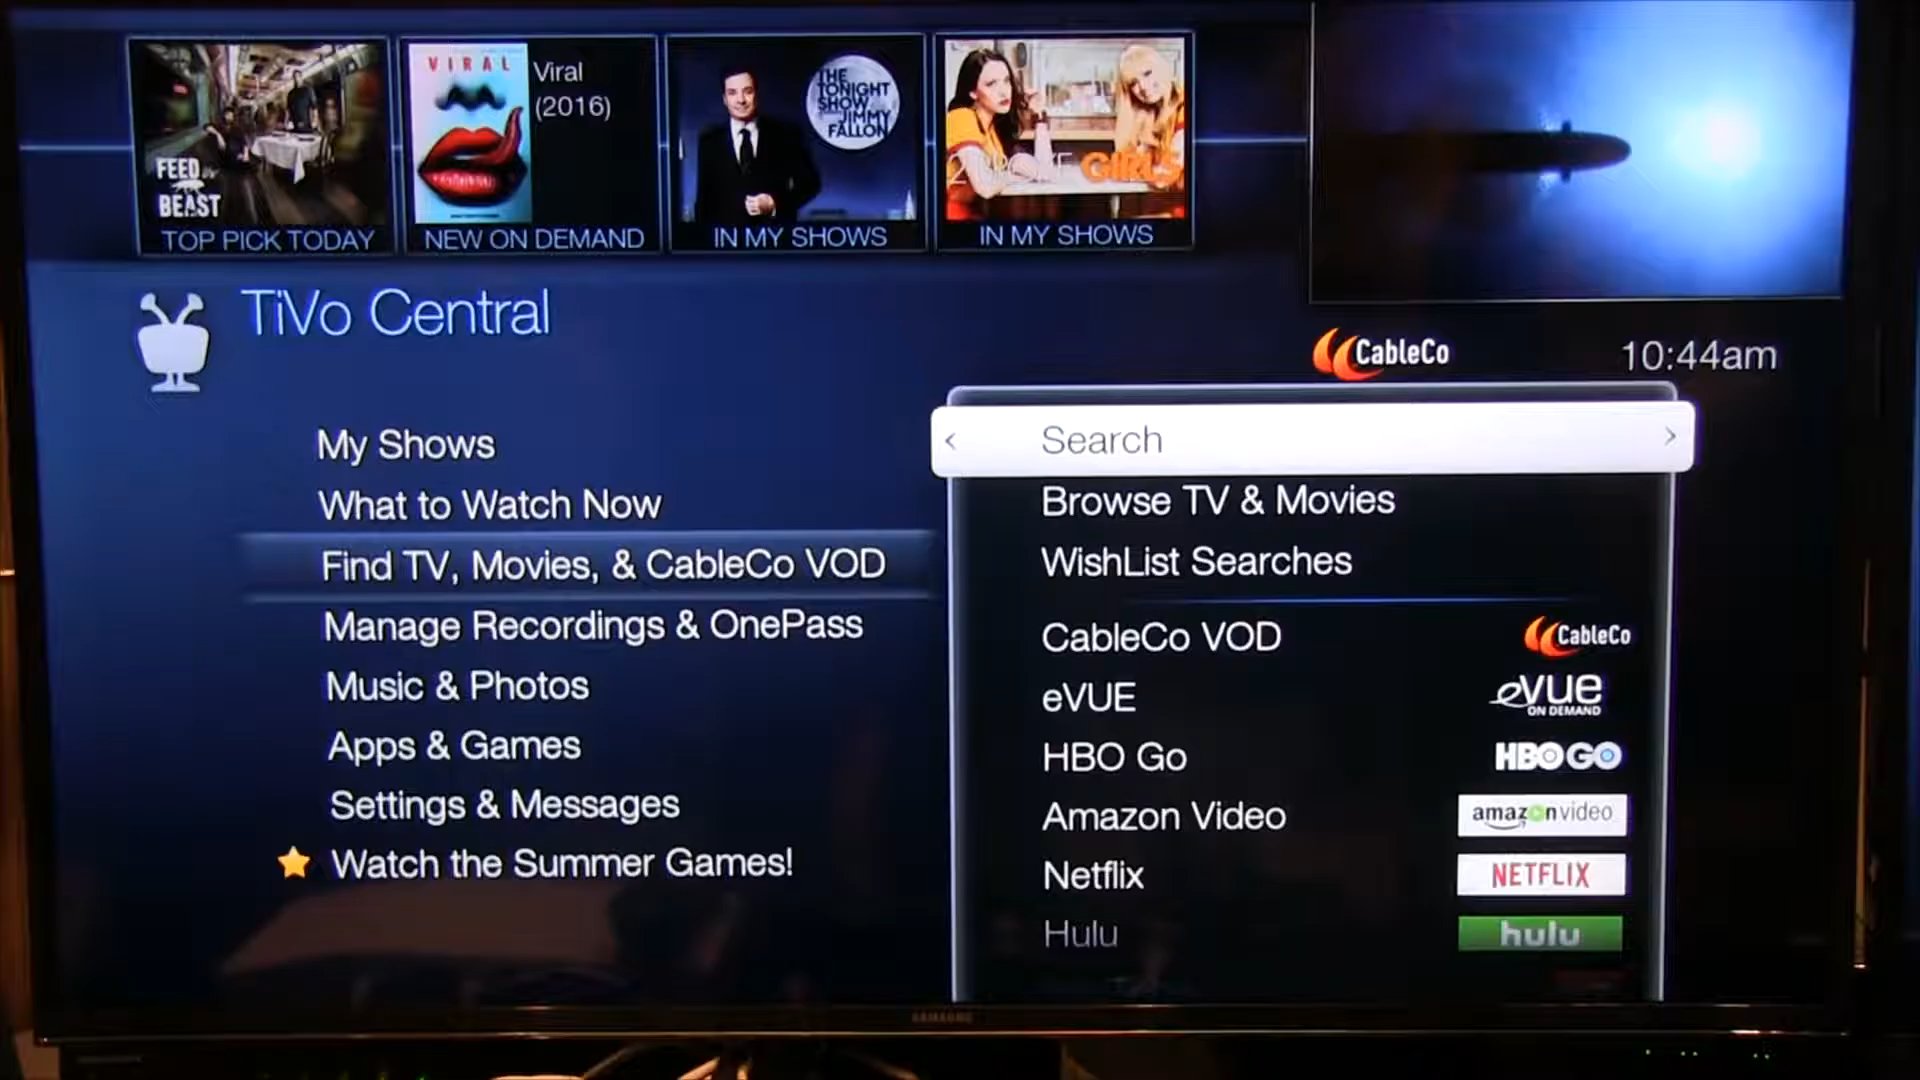 FEED
BEAST
TOP PICK TODAY
VIRAL
Viral
(2016)
NEW ON DEMAND
THE
TONIGHT
SHOW
JIMMY
FALLON
IN MY SHOWS
2 BROKE GIRLS
IN MY SHOWS
TiVo Central
CableCo
10:44am
My Shows
What to Watch Now
Find TV, Movies, & CableCo VOD
Manage Recordings & OnePass
Music & Photos
Apps & Games
Settings & Messages
Watch the Summer Games!
Search
Browse TV & Movies
WishList Searches
CableCo VOD
CableCo
eVUE
eVUE
ON DEMAND
HBO Go
HBO GO
Amazon Video
amazon video
Netflix
NETFLIX
Hulu
hulu
SAMSUNG